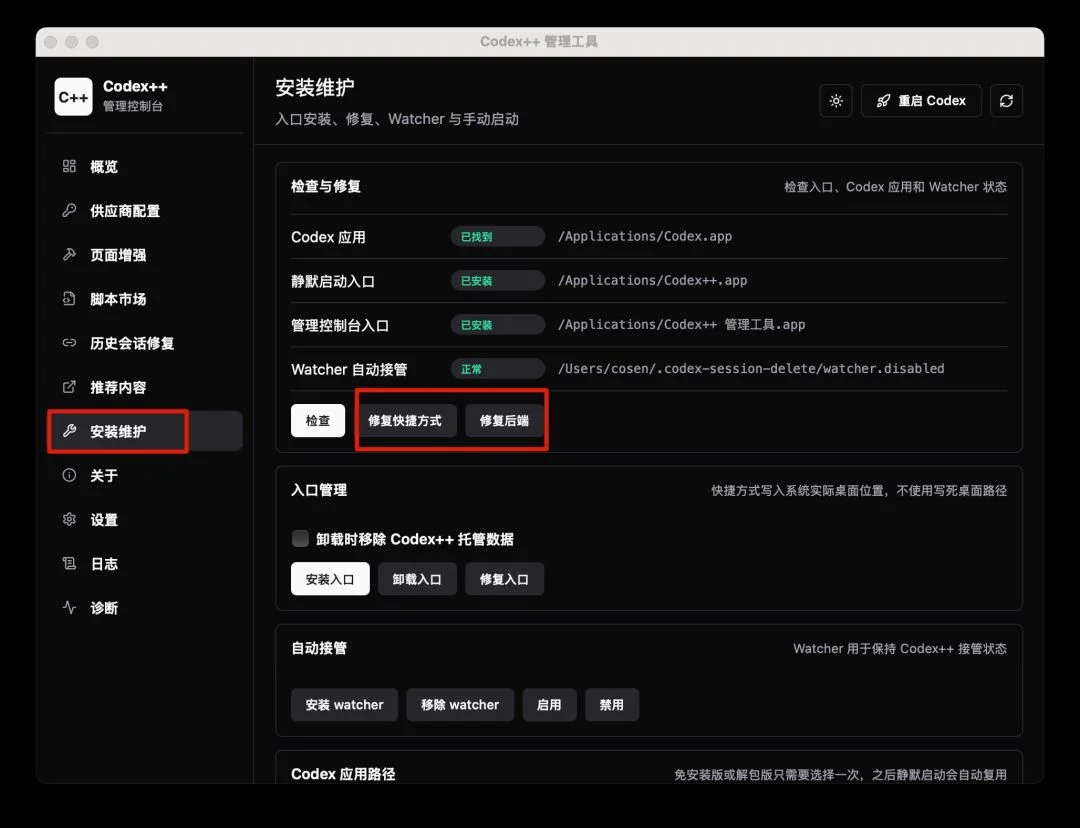 Codex++ 管理工具
C++
Codex++
管理控制台
概览
供应商配置
页面增强
脚本市场
历史会话修复
推荐内容
安装维护
关于
设置
日志
诊断
安装维护
入口安装、修复、Watcher 与手动启动
重启 Codex
检查与修复
检查入口、Codex 应用和 Watcher 状态
Codex 应用 已找到 /Applications/Codex.app
静默启动入口 已安装 /Applications/Codex++.app
管理控制台入口 已安装 /Applications/Codex++ 管理工具.app
Watcher 自动接管 正常 /Users/cosen/.codex-session-delete/watcher.disabled
检查 修复快捷方式 修复后端
入口管理
快捷方式写入系统实际桌面位置，不使用写死桌面路径
卸载时移除 Codex++ 托管数据
安装入口 卸载入口 修复入口
自动接管
Watcher 用于保持 Codex++ 接管状态
安装 watcher 移除 watcher 启用 禁用
Codex 应用路径
免安装版或解包版只需要选择一次，之后静默启动会自动复用